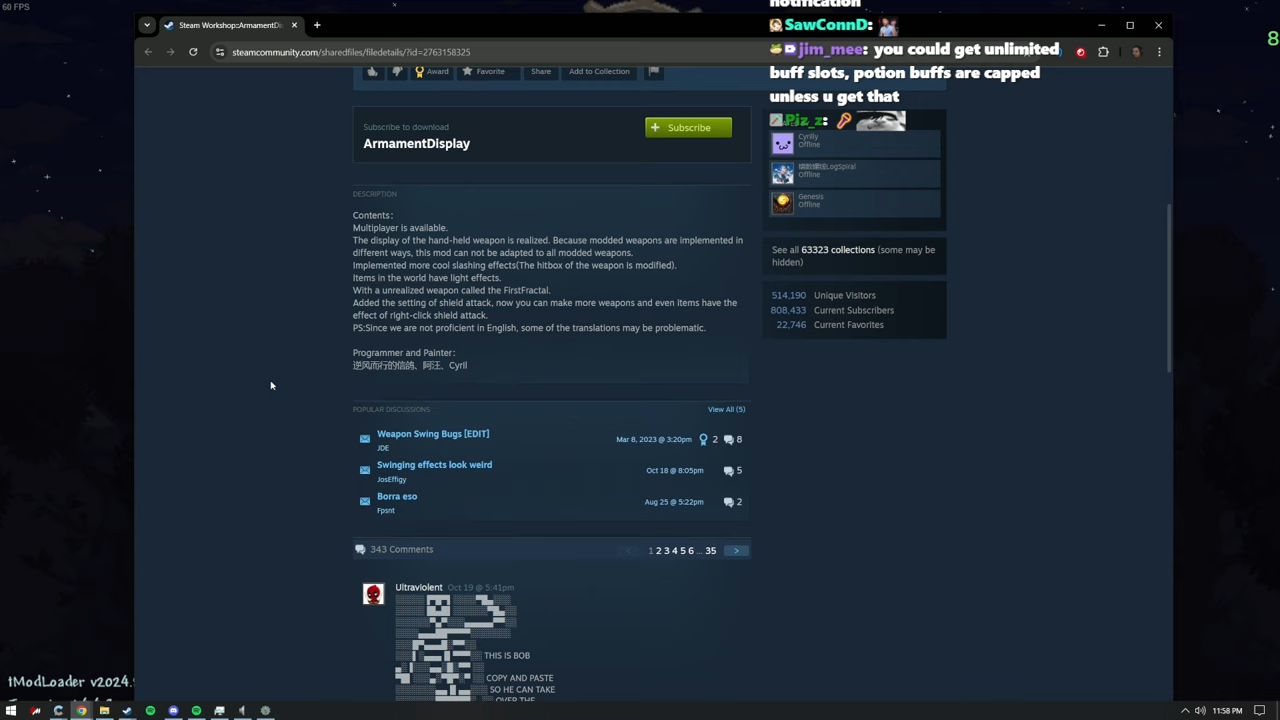 60 FPS
Steam Workshop::ArmamentDi
notification
SawConnD:
steamcommunity.com/sharedfiles/filedetails/?id=2763158325
jim_mee: you could get unlimited
buff slots, potion buffs are capped
unless u get that
Piz_z:
8
Award
Favorite
Share
Add to Collection
Subscribe to download
ArmamentDisplay
Subscribe
Cyrilly
Offline
Offline
Genesis
Offline
DESCRIPTION
Contents:
Multiplayer is available.
The display of the hand-held weapon is realized. Because modded weapons are implemented in
different ways, this mod can not be adapted to all modded weapons.
Implemented more cool slashing effects(The hitbox of the weapon is modified).
Items in the world have light effects.
With a unrealized weapon called the FirstFractal.
Added the setting of shield attack, now you can make more weapons and even items have the
effect of right-click shield attack.
PS:Since we are not proficient in English, some of the translations may be problematic.
Programmer and Painter:
逆风而行的信鸽、阿汪、Cyril
See all 63323 collections (some may be
hidden)
514,190 Unique Visitors
808,433 Current Subscribers
22,746 Current Favorites
POPULAR DISCUSSIONS
View All (5)
Weapon Swing Bugs [EDIT]
JDE
Mar 8, 2023 @ 3:20pm 2 8
Swinging effects look weird
JosEffigy
Oct 18 @ 8:05pm 5
Borra eso
Fpsnt
Aug 25 @ 5:22pm 2
343 Comments
< 1 2 3 4 5 6 ... 35 >
Ultraviolent Oct 19 @ 5:41pm
THIS IS BOB
COPY AND PASTE
SO HE CAN TAKE
OVER THE
tModLoader v2024.9
11:58 PM